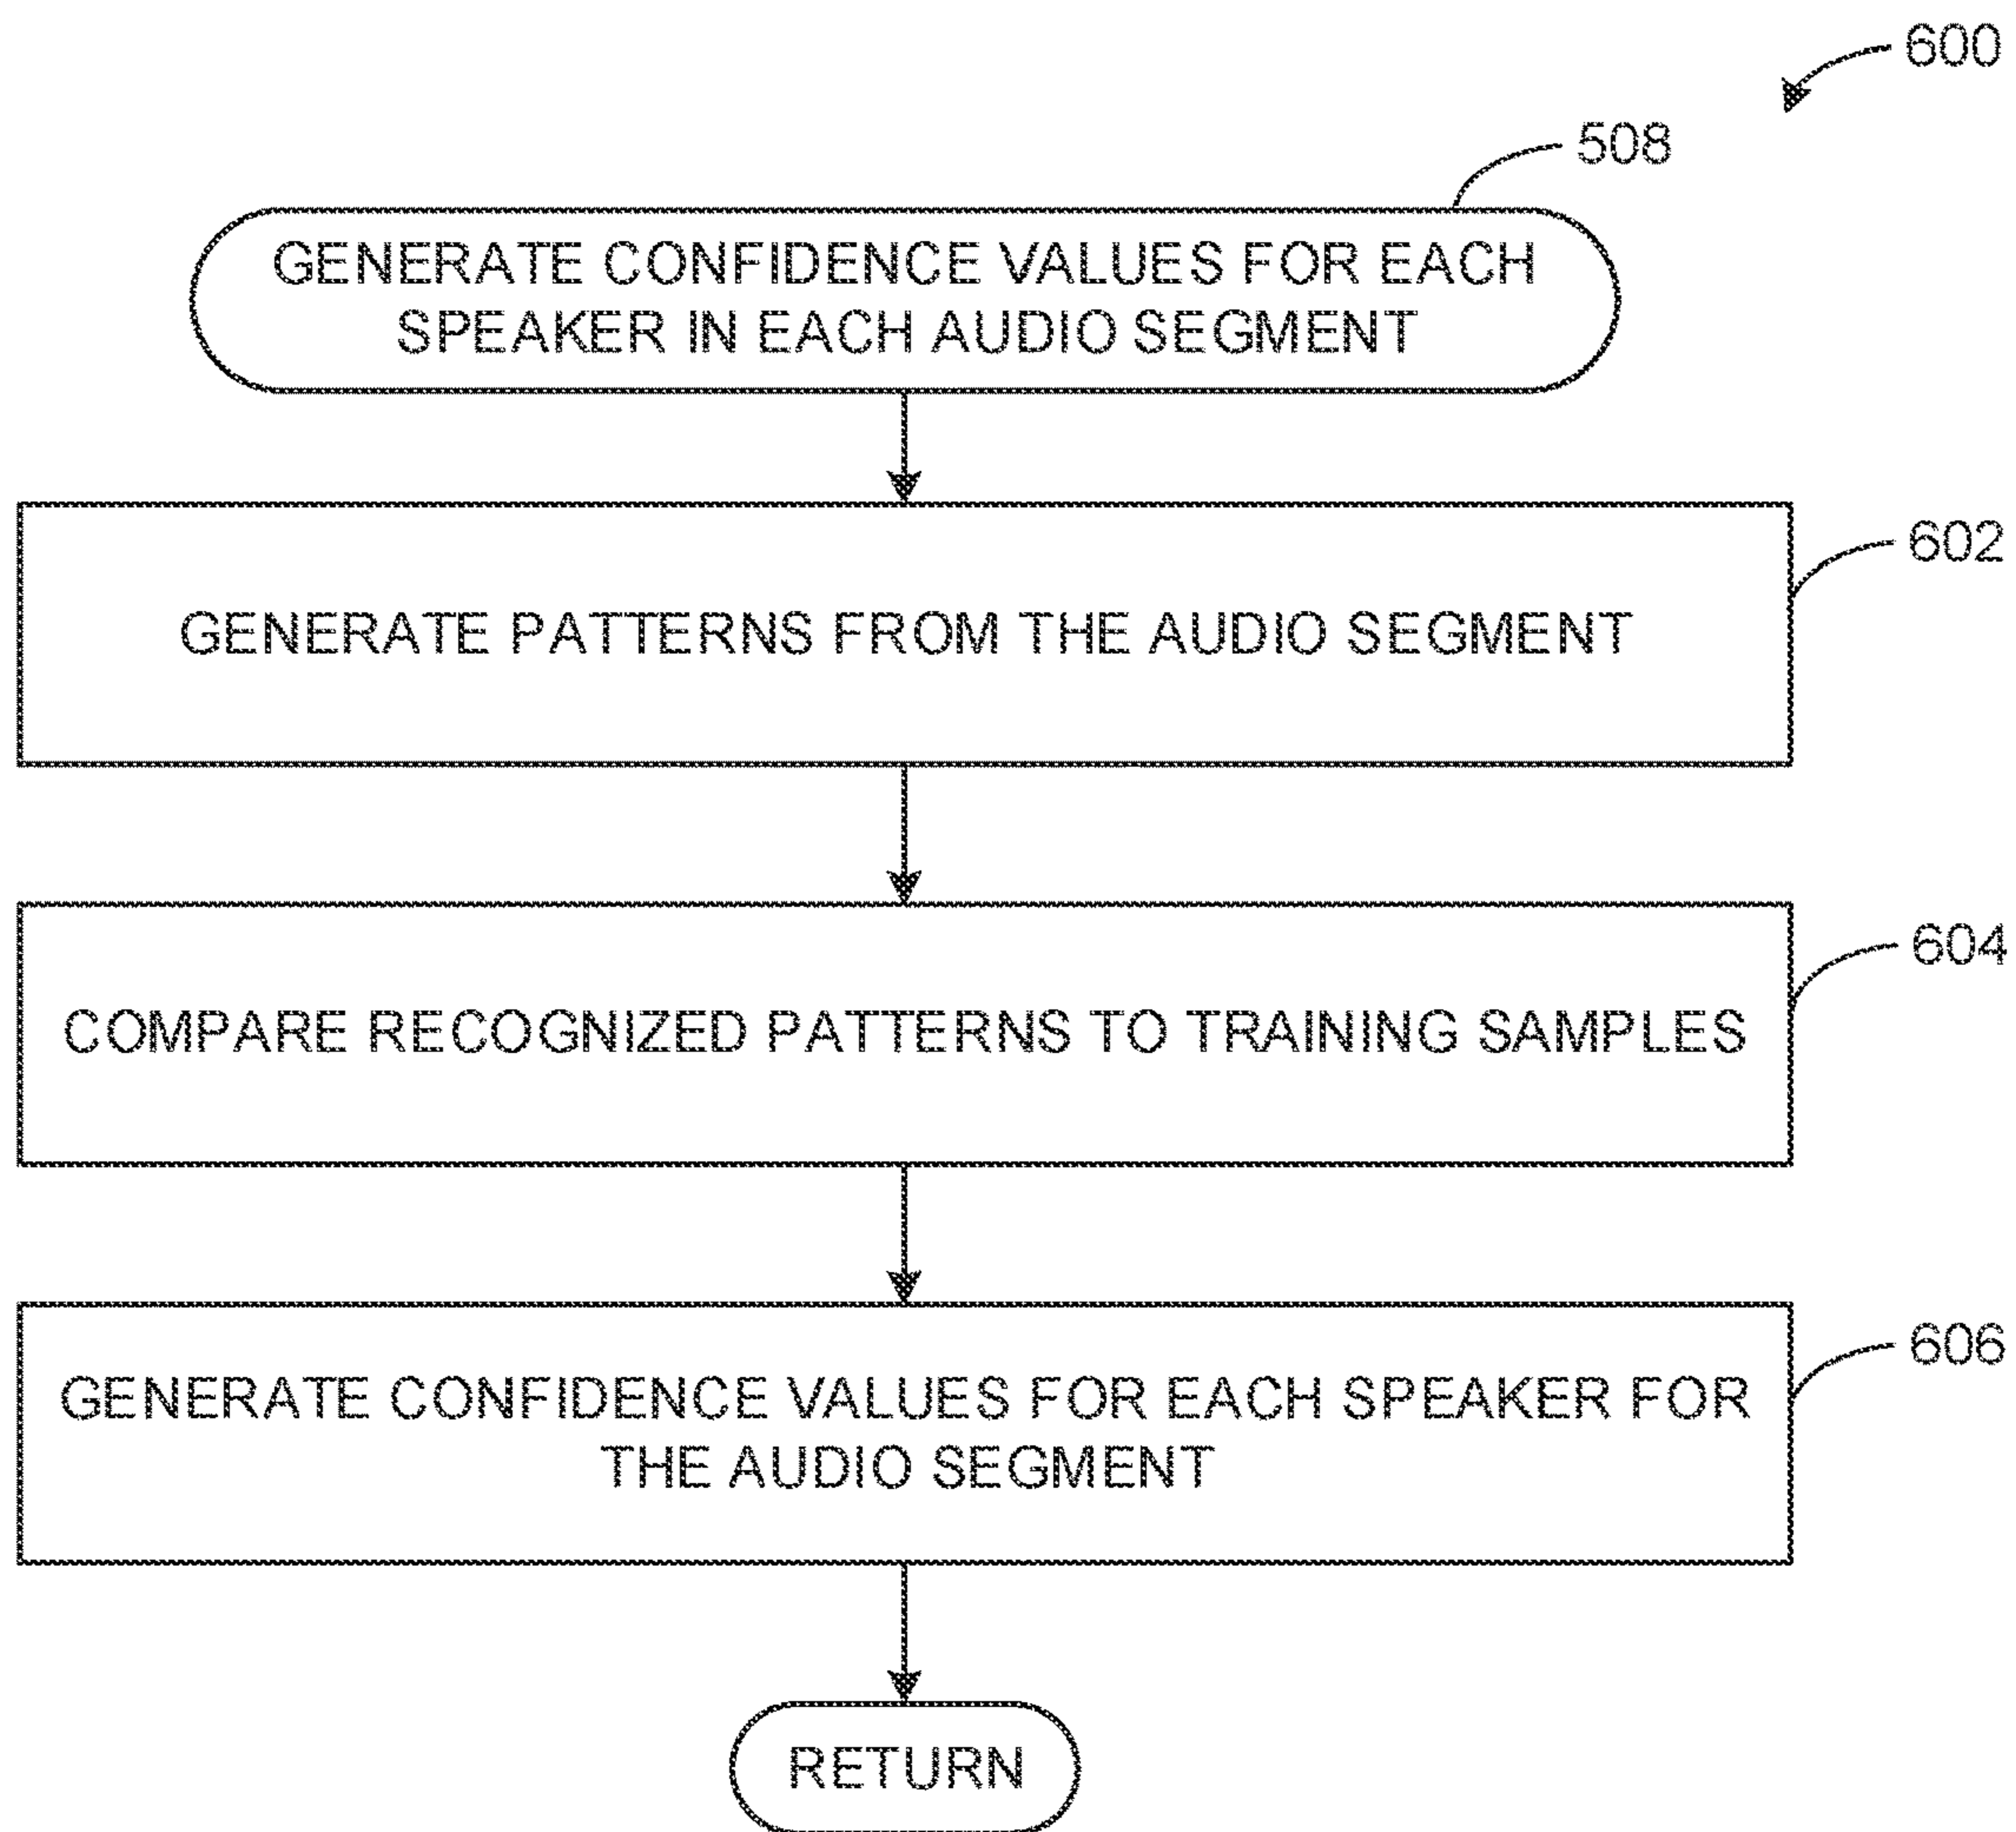 600
508
GENERATE CONFIDENCE VALUES FOR EACH
SPEAKER IN EACH AUDIO SEGMENT
602
GENERATE PATTERNS FROM THE AUDIO SEGMENT
604
COMPARE RECOGNIZED PATTERNS TO TRAINING SAMPLES
606
GENERATE CONFIDENCE VALUES FOR EACH SPEAKER FOR
THE AUDIO SEGMENT
RETURN